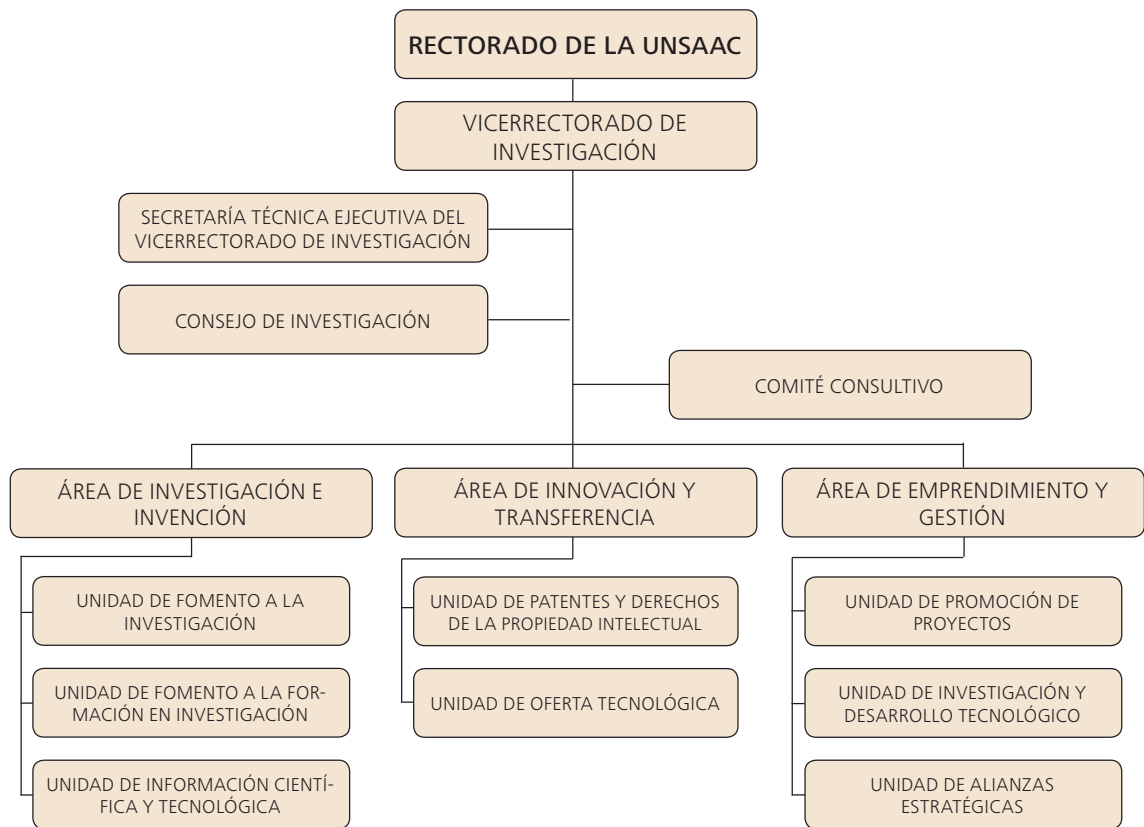 RECTORADO DE LA UNSAAC
VICERRECTORADO DE
INVESTIGACIÓN
SECRETARÍA TÉCNICA EJECUTIVA DEL
VICERRECTORADO DE INVESTIGACIÓN
CONSEJO DE INVESTIGACIÓN
COMITÉ CONSULTIVO
ÁREA DE INVESTIGACIÓN E
INVENCIÓN
UNIDAD DE FOMENTO A LA
INVESTIGACIÓN
UNIDAD DE FOMENTO A LA FOR-
MACIÓN EN INVESTIGACIÓN
UNIDAD DE INFORMACIÓN CIENTÍ-
FICA Y TECNOLÓGICA
ÁREA DE INNOVACIÓN Y
TRANSFERENCIA
UNIDAD DE PATENTES Y DERECHOS
DE LA PROPIEDAD INTELECTUAL
UNIDAD DE OFERTA TECNOLÓGICA
ÁREA DE EMPRENDIMIENTO Y
GESTIÓN
UNIDAD DE PROMOCIÓN DE
PROYECTOS
UNIDAD DE INVESTIGACIÓN Y
DESARROLLO TECNOLÓGICO
UNIDAD DE ALIANZAS
ESTRATÉGICAS